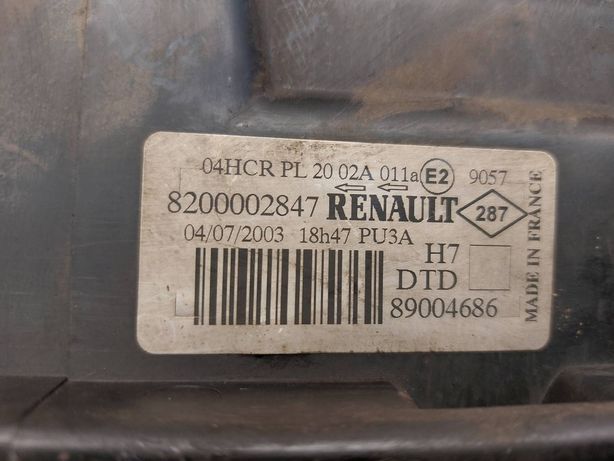 04HCR PL 20 02A 011a E2 9057
8200002847 RENAULT 287
04/07/2003 18h47 PU3A
H7
DTD
89004686
MADE IN FRANCE